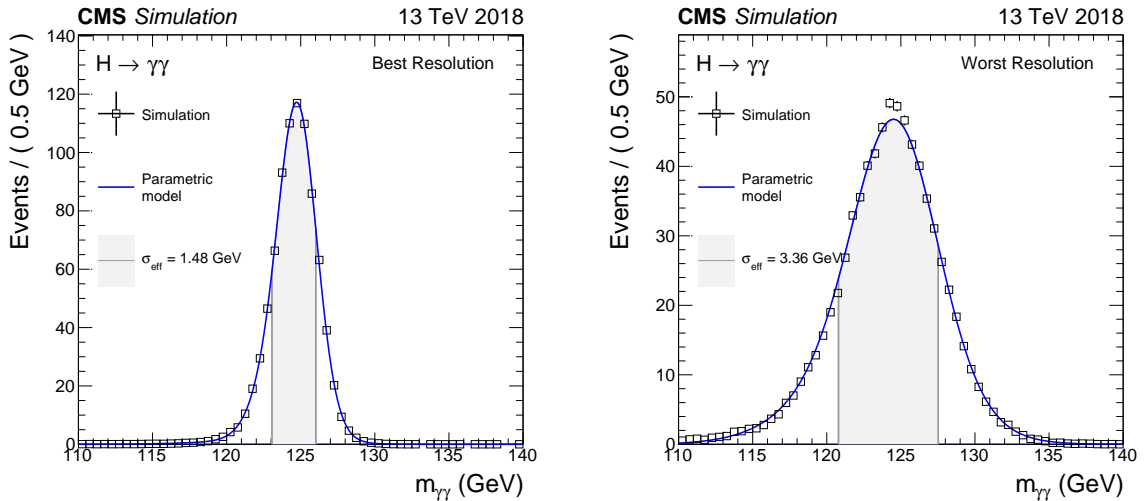 CMS Simulation 13 TeV 2018
H → γγ Best Resolution
Simulation
Parametric
model
σeff = 1.48 GeV
Events / ( 0.5 GeV )
140
120
100
80
60
40
20
0
110 115 120 125 130 135 140
mγγ (GeV)
CMS Simulation 13 TeV 2018
H → γγ Worst Resolution
Simulation
Parametric
model
σeff = 3.36 GeV
Events / ( 0.5 GeV )
50
40
30
20
10
0
110 115 120 125 130 135 140
mγγ (GeV)